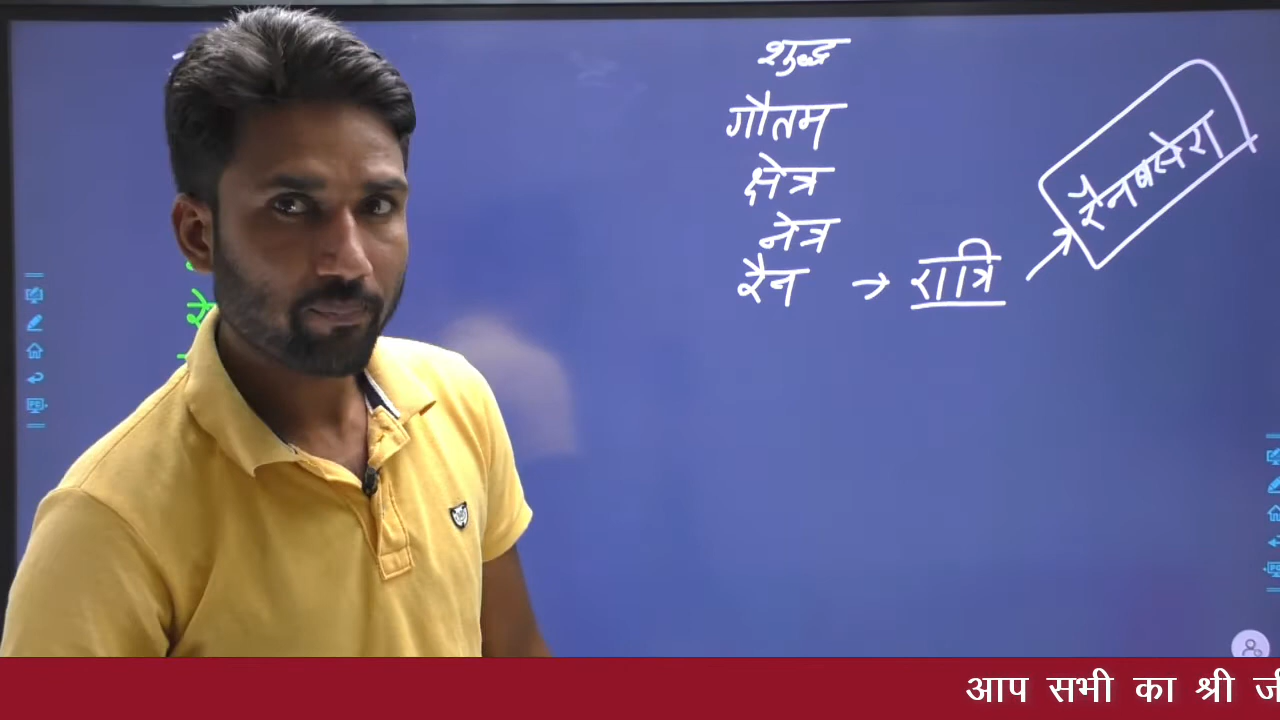 शुद्ध
गौतम
क्षेत्र
नेत्र
रैन → रात्रि → रैनबसेरा
आप सभी का श्री